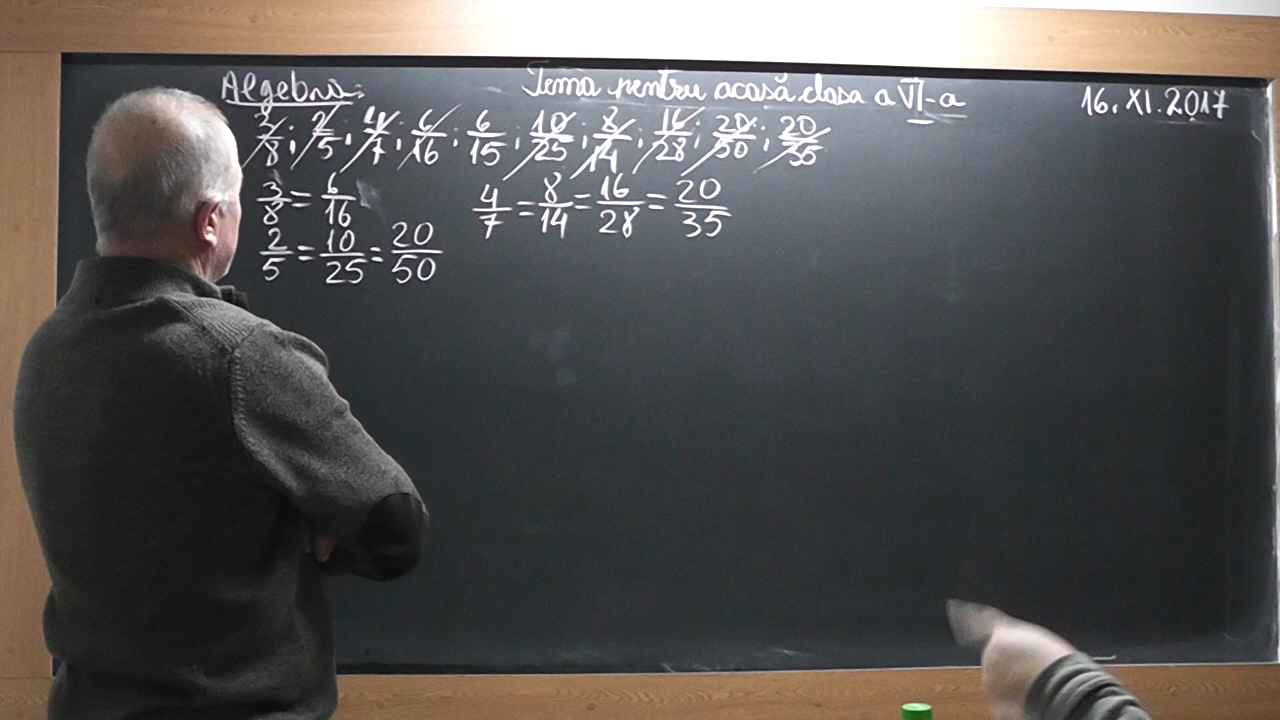 Algebra: Tema pentru acasă clasa a VI-a 16.XI.2017
3/8; 2/5; 4/7; 6/16; 6/15; 10/25; 8/14; 16/28; 20/50; 20/35
3/8 = 6/16 4/7 = 8/14 = 16/28 = 20/35
2/5 = 10/25 = 20/50